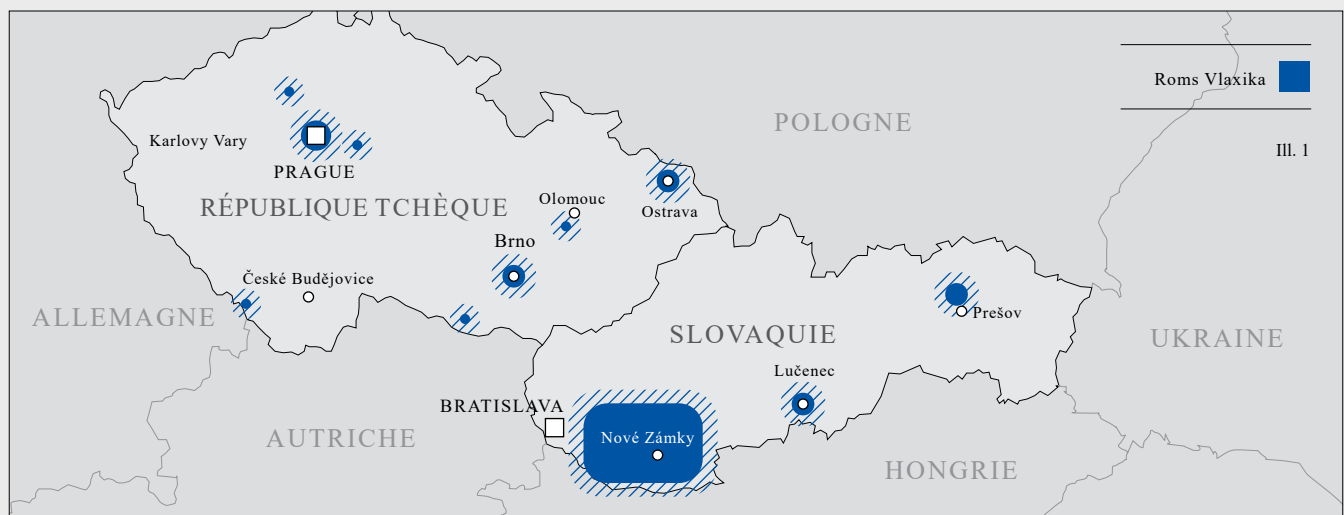 Roms Vlaxika
POLOGNE
Ill. 1
Karlovy Vary
PRAGUE
RÉPUBLIQUE TCHÈQUE
Olomouc
Ostrava
Brno
České Budějovice
ALLEMAGNE
Prešov
SLOVAQUIE
UKRAINE
Lučenec
BRATISLAVA
AUTRICHE
Nové Zámky
HONGRIE